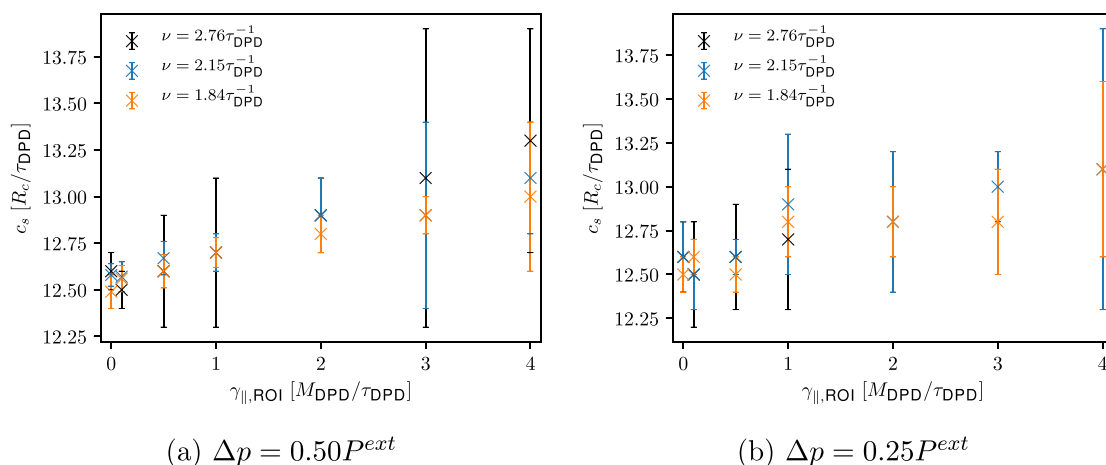 13.75
13.50
13.25
13.00
12.75
12.50
12.25
c_s [R_c/τ_DPD]
ν = 2.76τ_DPD^{-1}
ν = 2.15τ_DPD^{-1}
ν = 1.84τ_DPD^{-1}
0 1 2 3 4
γ_{∥,ROI} [M_DPD/τ_DPD]
(a) Δp = 0.50P^{ext}
13.75
13.50
13.25
13.00
12.75
12.50
12.25
c_s [R_c/τ_DPD]
ν = 2.76τ_DPD^{-1}
ν = 2.15τ_DPD^{-1}
ν = 1.84τ_DPD^{-1}
0 1 2 3 4
γ_{∥,ROI} [M_DPD/τ_DPD]
(b) Δp = 0.25P^{ext}